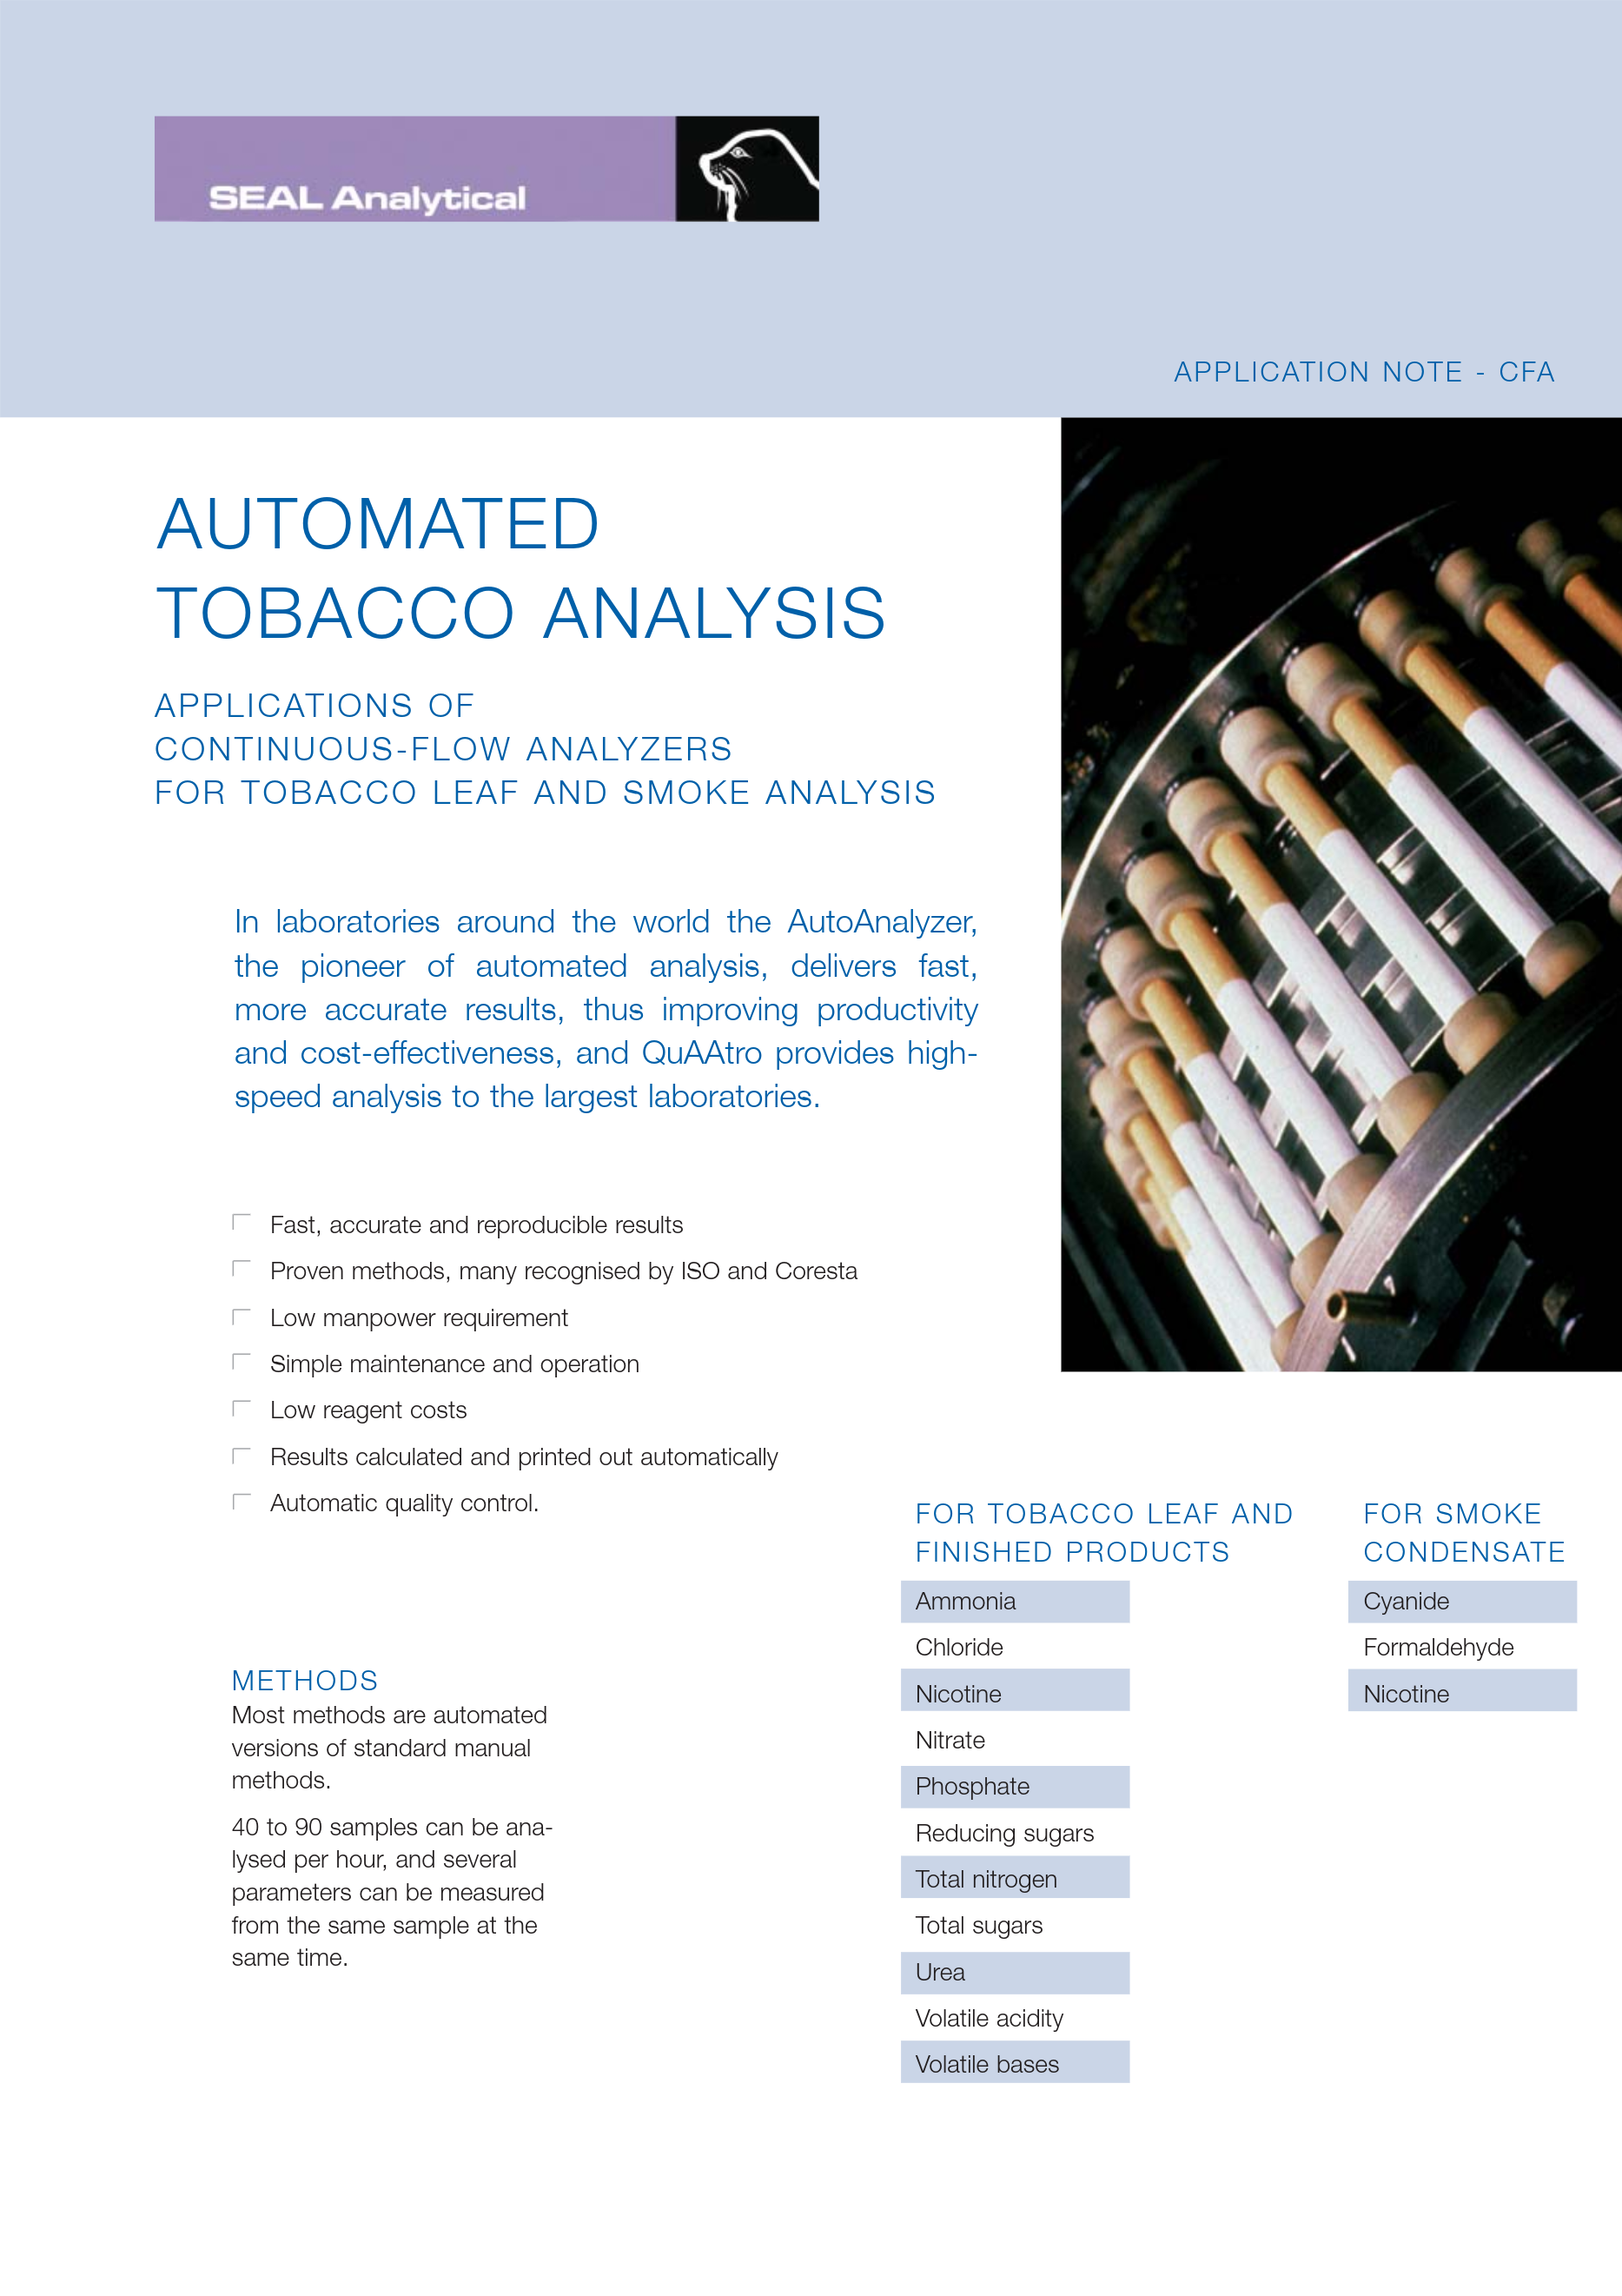 SEAL Analytical
APPLICATION NOTE - CFA
AUTOMATED
TOBACCO ANALYSIS
APPLICATIONS OF
CONTINUOUS-FLOW ANALYZERS
FOR TOBACCO LEAF AND SMOKE ANALYSIS
In laboratories around the world the AutoAnalyzer,
the pioneer of automated analysis, delivers fast,
more accurate results, thus improving productivity
and cost-effectiveness, and QuAAtro provides high-
speed analysis to the largest laboratories.
Fast, accurate and reproducible results
Proven methods, many recognised by ISO and Coresta
Low manpower requirement
Simple maintenance and operation
Low reagent costs
Results calculated and printed out automatically
Automatic quality control.
METHODS
Most methods are automated
versions of standard manual
methods.
40 to 90 samples can be ana-
lysed per hour, and several
parameters can be measured
from the same sample at the
same time.
FOR TOBACCO LEAF AND
FINISHED PRODUCTS
Ammonia
Chloride
Nicotine
Nitrate
Phosphate
Reducing sugars
Total nitrogen
Total sugars
Urea
Volatile acidity
Volatile bases
FOR SMOKE
CONDENSATE
Cyanide
Formaldehyde
Nicotine